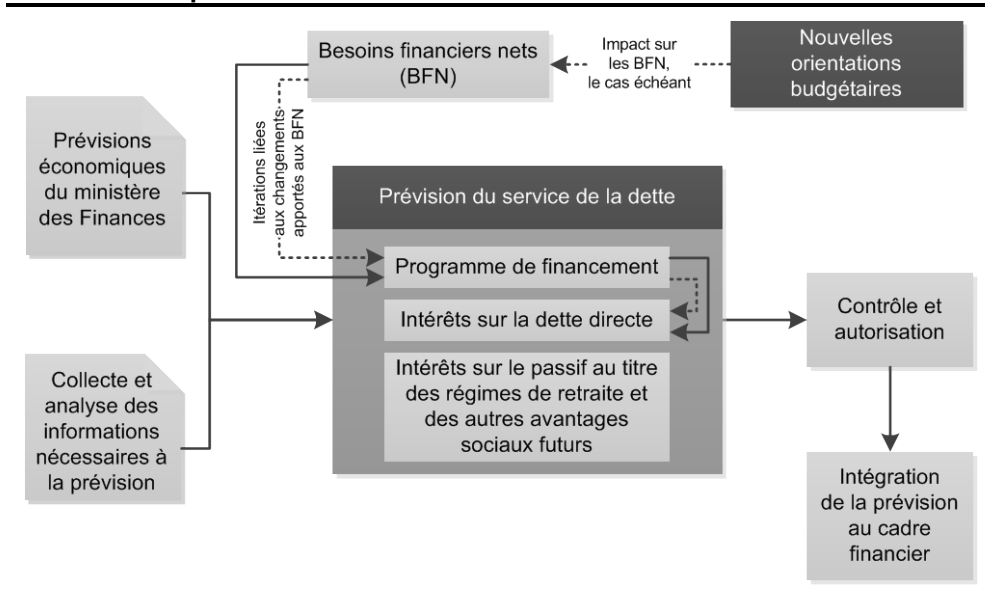 Besoins financiers nets
(BFN)
Impact sur
les BFN,
le cas échéant
Nouvelles
orientations
budgétaires
Prévisions
économiques
du ministère
des Finances
Itérations liées
aux changements
apportés aux BFN
Prévision du service de la dette
Programme de financement
Intérêts sur la dette directe
Intérêts sur le passif au titre
des régimes de retraite et
des autres avantages
sociaux futurs
Collecte et
analyse des
informations
nécessaires à
la prévision
Contrôle et
autorisation
Intégration
de la prévision
au cadre
financier